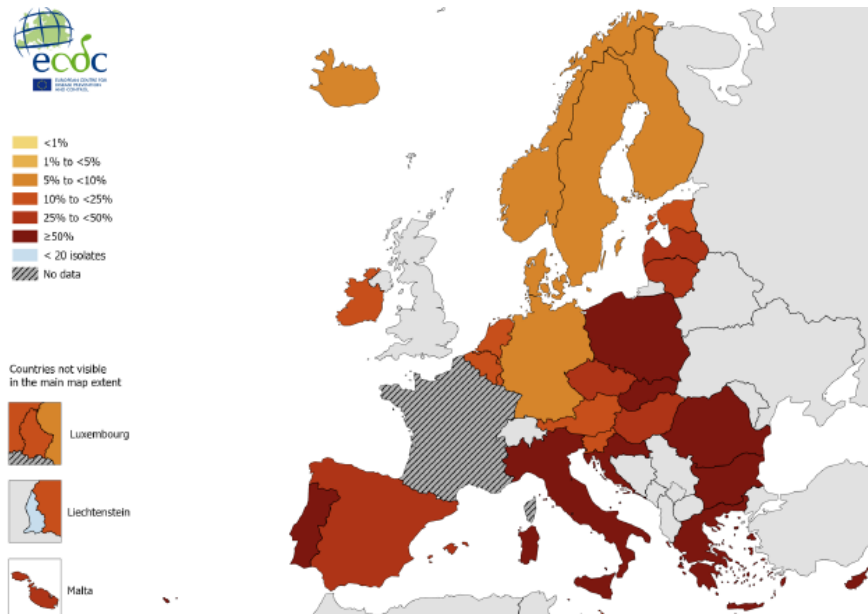 ecdc
EUROPEAN CENTRE FOR
DISEASE PREVENTION
AND CONTROL
<1%
1% to <5%
5% to <10%
10% to <25%
25% to <50%
≥50%
< 20 isolates
No data
Countries not visible
in the main map extent
Luxembourg
Liechtenstein
Malta